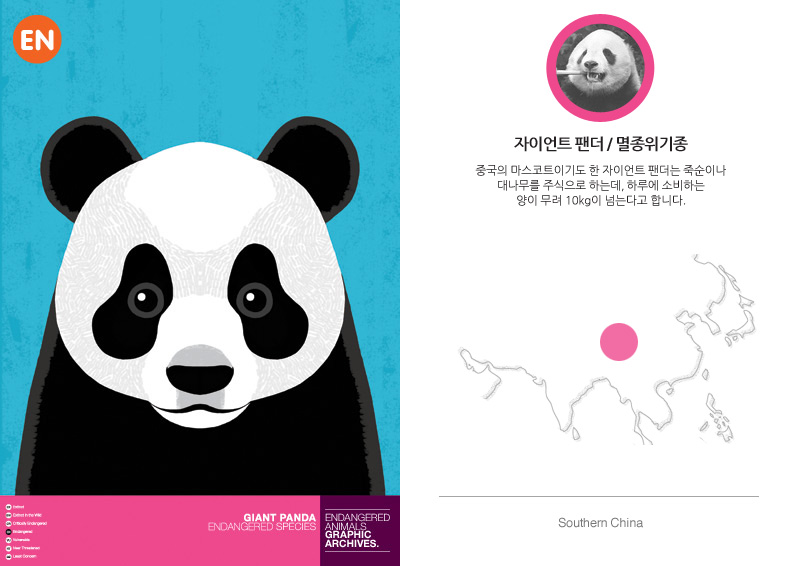 EN
Extinct
Extinct in the Wild
Critically Endangered
Endangered
Vulnerable
Near Threatened
Least Concern
GIANT PANDA
ENDANGERED SPECIES
ENDANGERED
ANIMALS
GRAPHIC
ARCHIVES.
자이언트 팬더 / 멸종위기종
중국의 마스코트이기도 한 자이언트 팬더는 죽순이나
대나무를 주식으로 하는데, 하루에 소비하는
양이 무려 10kg이 넘는다고 합니다.
Southern China